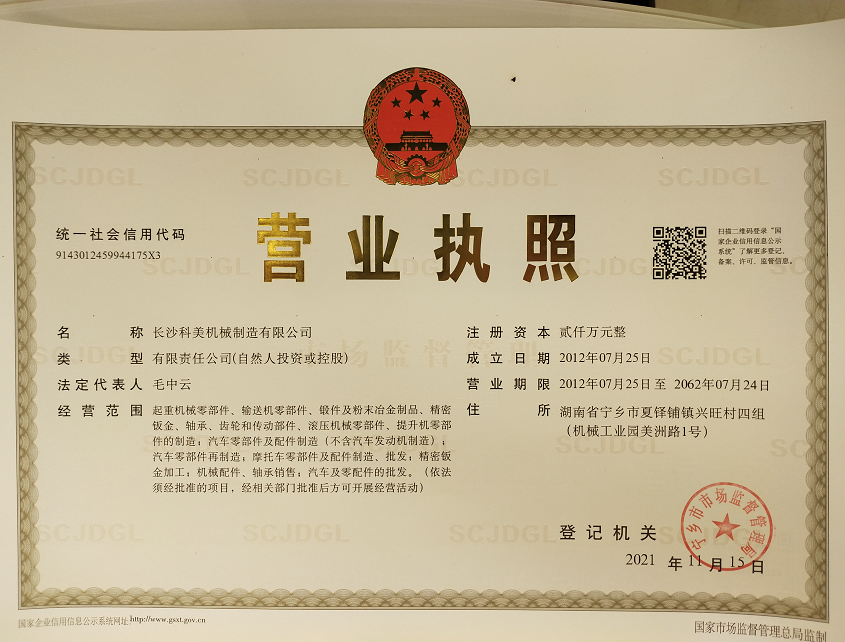 统一社会信用代码
9143012459944175X3
营业执照
扫描二维码登录“国
家企业信用信息公示
系统”了解更多登记、
备案、许可、监管信息。
名称 长沙科美机械制造有限公司
类型 有限责任公司(自然人投资或控股)
法定代表人 毛中云
经营范围 起重机械零部件、输送机零部件、锻件及粉末冶金制品、精密
钣金、轴承、齿轮和传动部件、滚压机械零部件、提升机零部
件的制造；汽车零部件及配件制造（不含汽车发动机制造）；
汽车零部件再制造；摩托车零部件及配件制造、批发；精密钣
金加工；机械配件、轴承销售；汽车及零配件的批发。（依法
须经批准的项目，经相关部门批准后方可开展经营活动）
注册资本 贰仟万元整
成立日期 2012年07月25日
营业期限 2012年07月25日 至 2062年07月24日
住所 湖南省宁乡市夏铎铺镇兴旺村四组
（机械工业园美洲路1号）
登记机关
宁乡市市场监督管理局
2021 年 11 月 15 日
国家企业信用信息公示系统网址：http://www.gsxt.gov.cn
国家市场监督管理总局监制
SCJDGL
市场监督管理